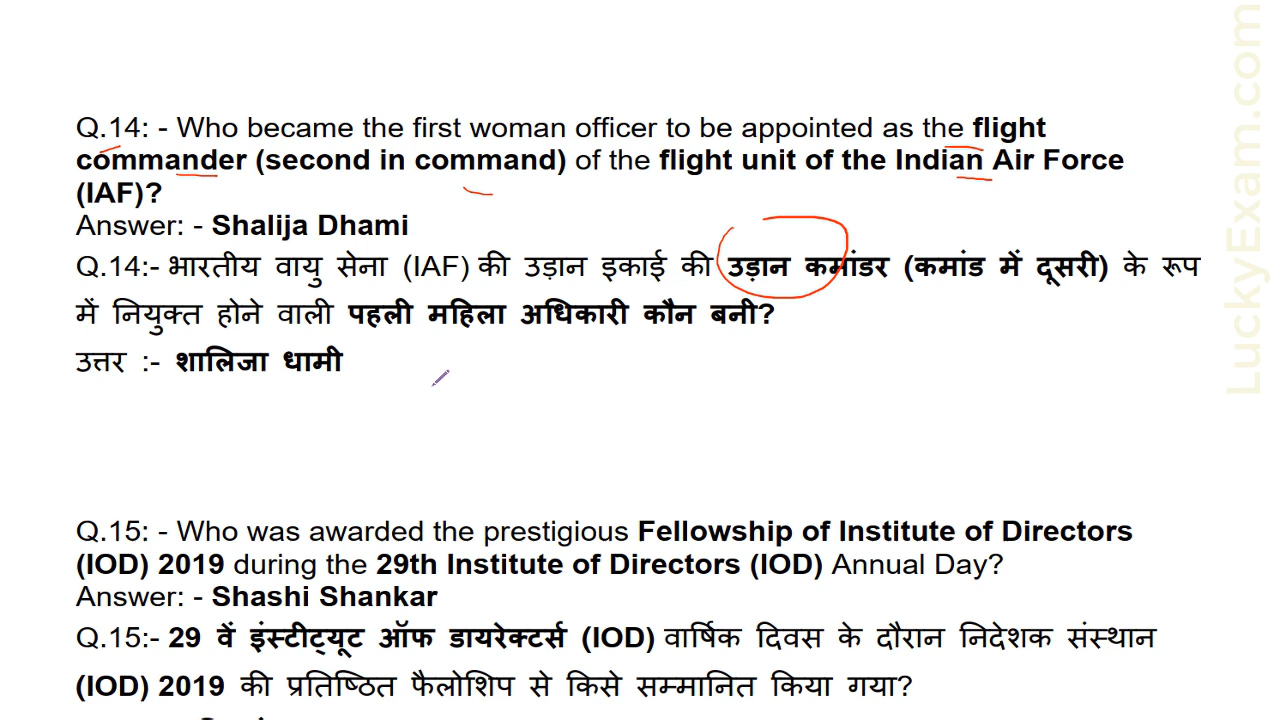 Q.14: - Who became the first woman officer to be appointed as the flight
commander (second in command) of the flight unit of the Indian Air Force
(IAF)?
Answer: - Shalija Dhami
Q.14:- भारतीय वायु सेना (IAF) की उड़ान इकाई की उड़ान कमांडर (कमांड में दूसरी) के रूप
में नियुक्त होने वाली पहली महिला अधिकारी कौन बनी?
उत्तर :- शालिजा धामी
Q.15: - Who was awarded the prestigious Fellowship of Institute of Directors
(IOD) 2019 during the 29th Institute of Directors (IOD) Annual Day?
Answer: - Shashi Shankar
Q.15:- 29 वें इंस्टीट्यूट ऑफ डायरेक्टर्स (IOD) वार्षिक दिवस के दौरान निदेशक संस्थान
(IOD) 2019 की प्रतिष्ठित फैलोशिप से किसे सम्मानित किया गया?
LuckyExam.com